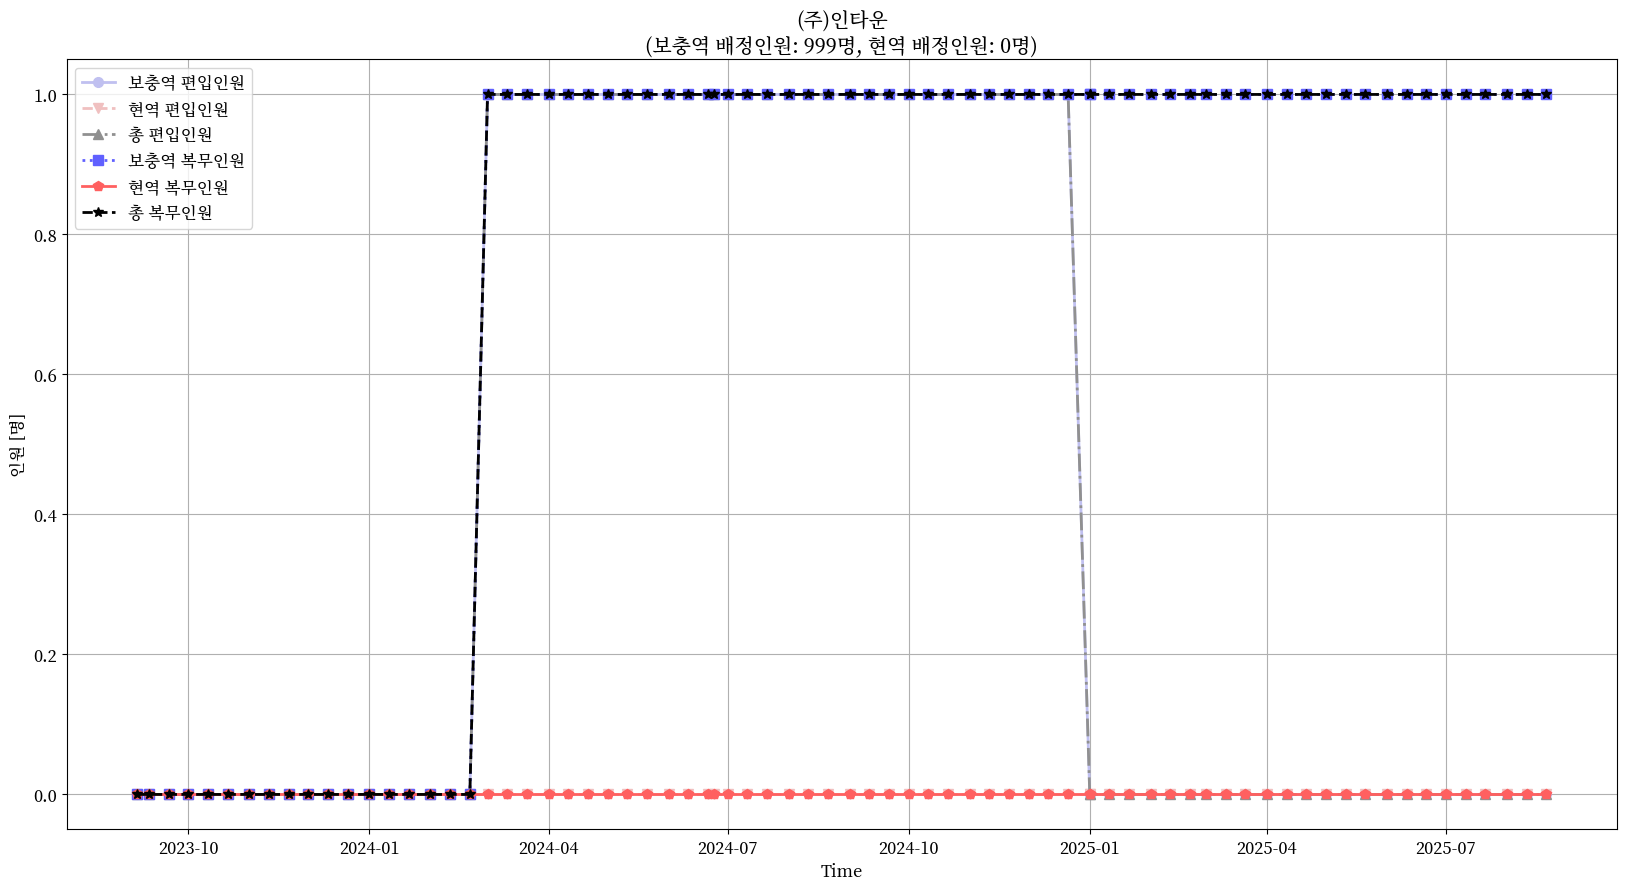 (주)인타운
(보충역 배정인원: 999명, 현역 배정인원: 0명)
보충역 편입인원
현역 편입인원
총 편입인원
보충역 복무인원
현역 복무인원
총 복무인원
인원 [명]
1.0
0.8
0.6
0.4
0.2
0.0
2023-10
2024-01
2024-04
2024-07
2024-10
2025-01
2025-04
2025-07
Time